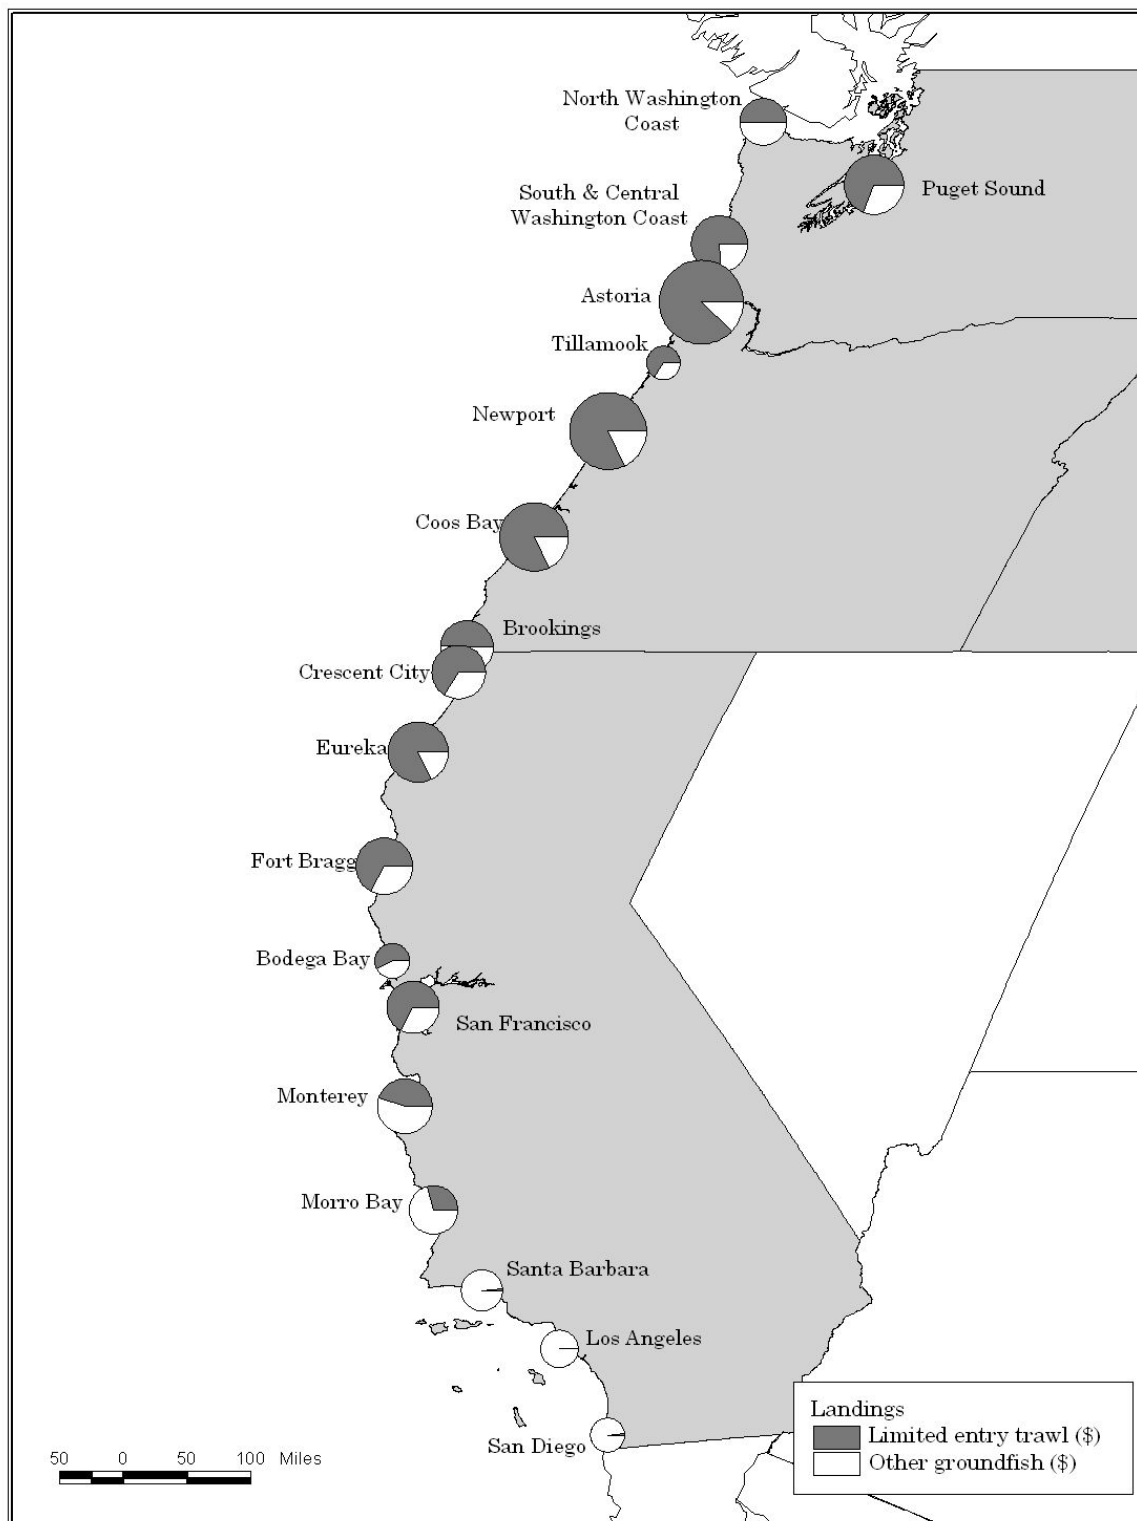 North Washington
Coast
Puget Sound
South & Central
Washington Coast
Astoria
Tillamook
Newport
Coos Bay
Brookings
Crescent City
Eureka
Fort Bragg
Bodega Bay
San Francisco
Monterey
Morro Bay
Santa Barbara
Los Angeles
San Diego
Landings
Limited entry trawl ($)
Other groundfish ($)
50 0 50 100 Miles